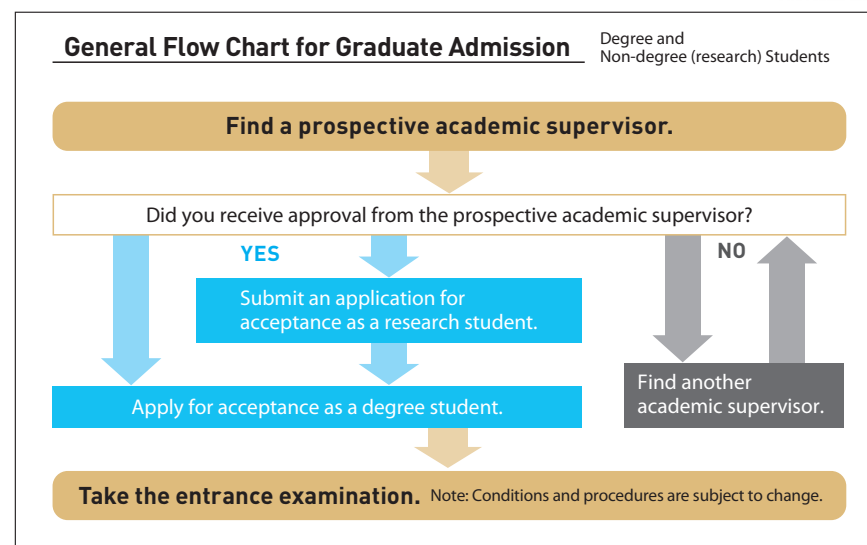 General Flow Chart for Graduate Admission
Degree and
Non-degree (research) Students
Find a prospective academic supervisor.
Did you receive approval from the prospective academic supervisor?
YES
NO
Submit an application for
acceptance as a research student.
Apply for acceptance as a degree student.
Find another
academic supervisor.
Take the entrance examination. Note: Conditions and procedures are subject to change.